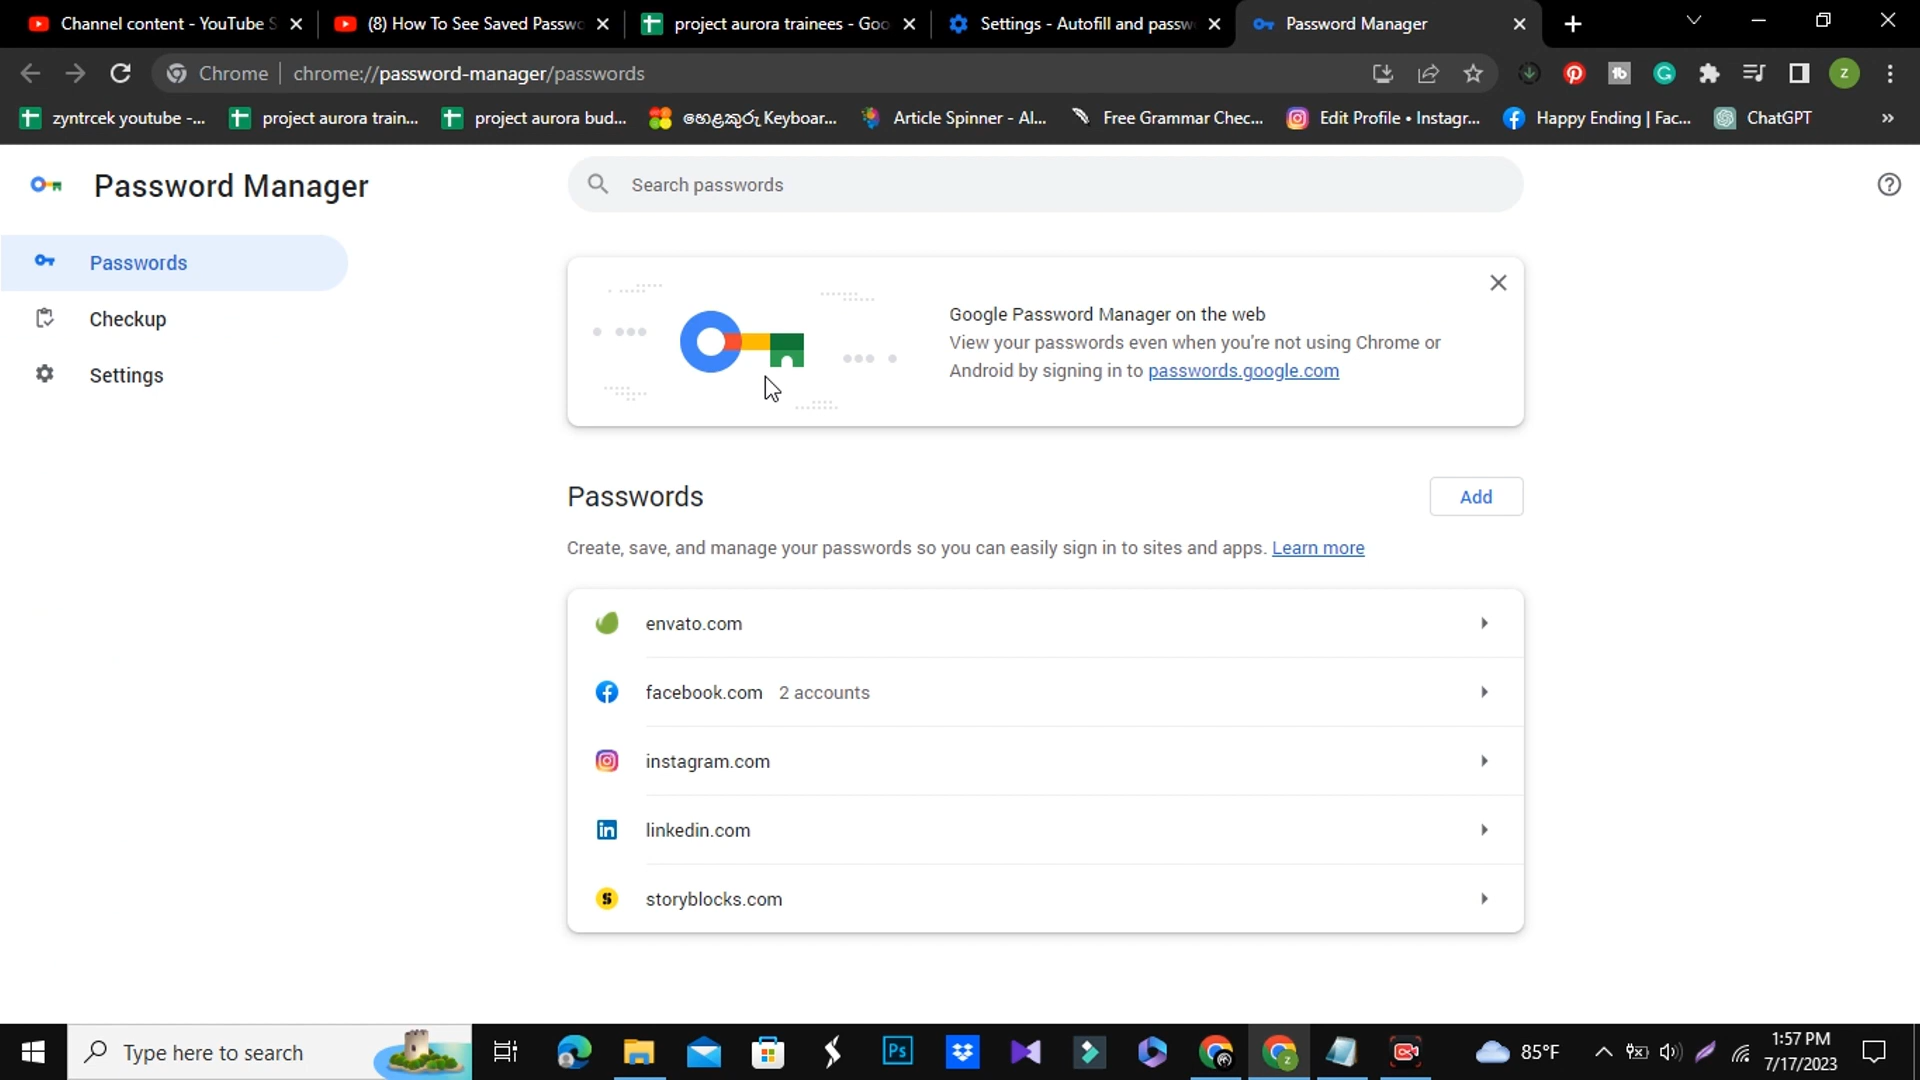 Channel content - YouTube S
(8) How To See Saved Passwo
project aurora trainees - Goo
Settings - Autofill and passw
Password Manager
Chrome
chrome://password-manager/passwords
z
zyntrcek youtube -...
project aurora train...
project aurora bud...
හෙළකුරු Keyboar...
Article Spinner - Al...
Free Grammar Chec...
Edit Profile • Instagr...
Happy Ending | Fac...
ChatGPT
»
Password Manager
Search passwords
Passwords
Checkup
Settings
Google Password Manager on the web
View your passwords even when you're not using Chrome or
Android by signing in to passwords.google.com
Passwords
Add
Create, save, and manage your passwords so you can easily sign in to sites and apps. Learn more
envato.com
facebook.com 2 accounts
instagram.com
linkedin.com
storyblocks.com
Type here to search
Ps
85°F
1:57 PM
7/17/2023